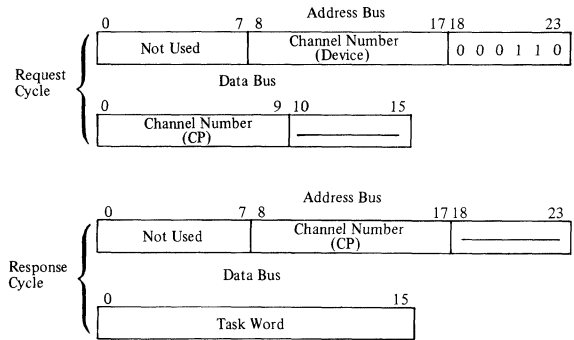 Address Bus
0 7 8 17 18 23
Not Used Channel Number (Device) 0 0 0 1 1 0
Request Cycle
Data Bus
0 9 10 15
Channel Number (CP)
Address Bus
0 7 8 17 18 23
Not Used Channel Number (CP)
Response Cycle
Data Bus
0 15
Task Word